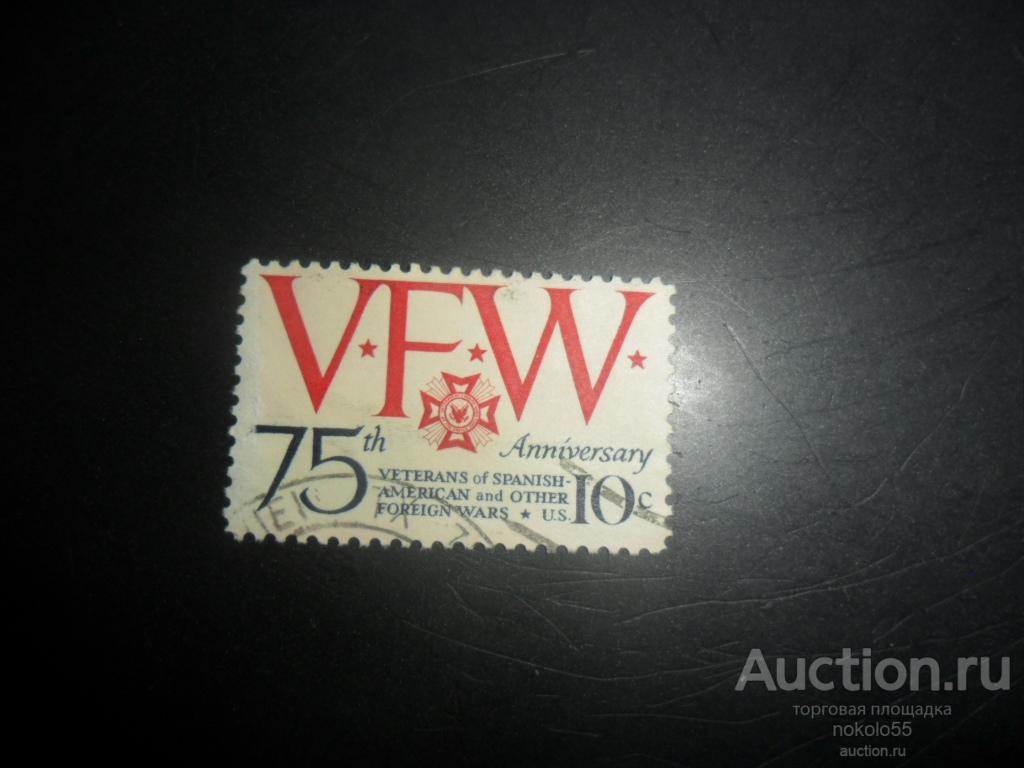 V★F★W★
75th Anniversary
VETERANS of SPANISH-
AMERICAN and OTHER
FOREIGN WARS ★ U.S. 10c
Auction.ru
торговая площадка
nokolo55
auction.ru